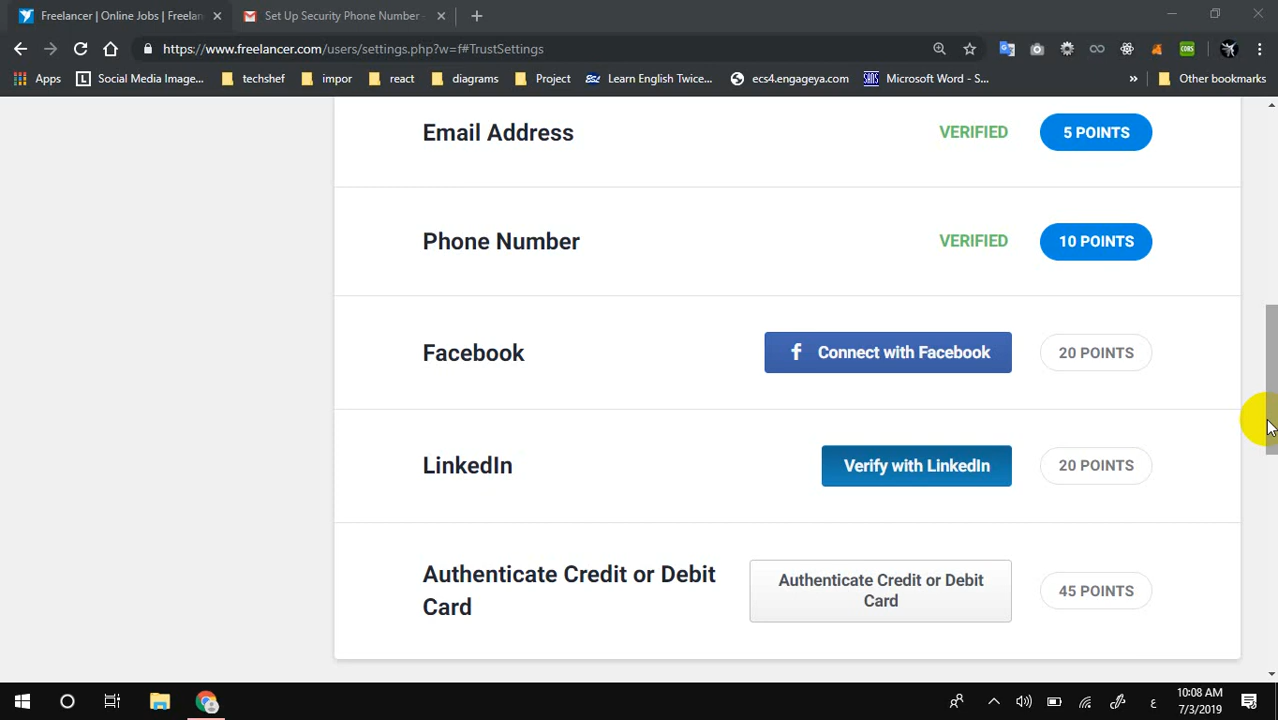 Freelancer | Online Jobs | Freelan
Set Up Security Phone Number -
https://www.freelancer.com/users/settings.php?w=f#TrustSettings
Apps
Social Media Image...
techshef
impor
react
diagrams
Project
Learn English Twice...
ecs4.engageya.com
Microsoft Word - S...
»
Other bookmarks
CORS
Email Address
VERIFIED
5 POINTS
Phone Number
VERIFIED
10 POINTS
Facebook
f Connect with Facebook
20 POINTS
LinkedIn
Verify with LinkedIn
20 POINTS
Authenticate Credit or Debit
Card
Authenticate Credit or Debit
Card
45 POINTS
ع
10:08 AM
7/3/2019